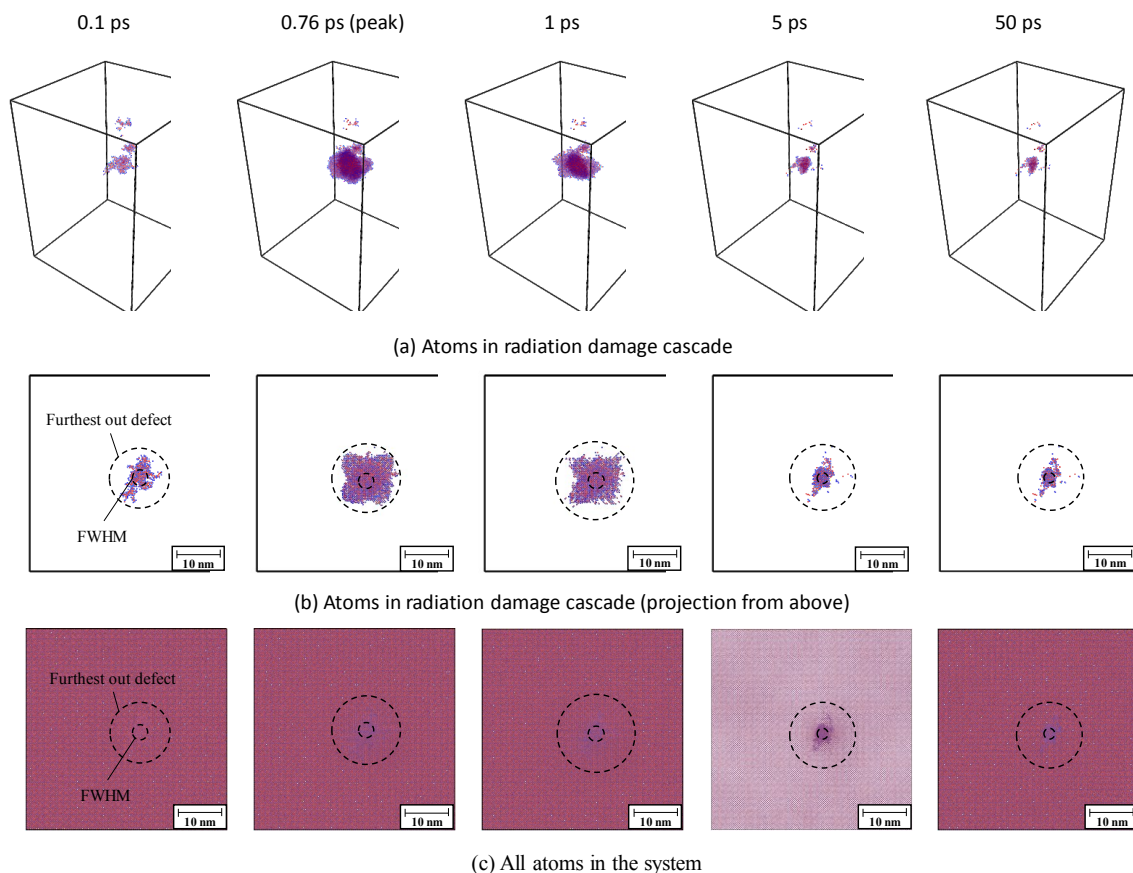 0.1 ps 0.76 ps (peak) 1 ps 5 ps 50 ps
(a) Atoms in radiation damage cascade
Furthest out defect
FWHM
10 nm 10 nm 10 nm 10 nm 10 nm
(b) Atoms in radiation damage cascade (projection from above)
Furthest out defect
FWHM
10 nm 10 nm 10 nm 10 nm 10 nm
(c) All atoms in the system